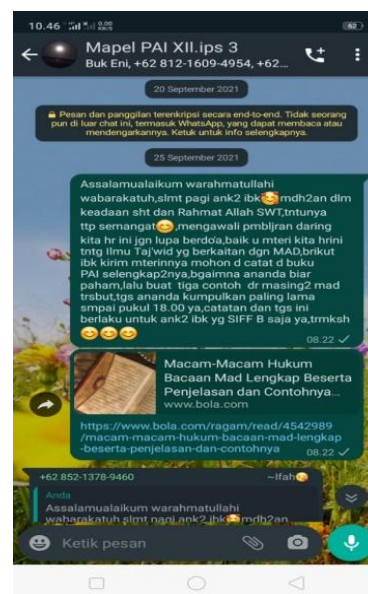 10.46
0,00
KB/S
62
Mapel PAI XII.ips 3
Buk Eni, +62 812-1609-4954, +62...
20 September 2021
Pesan dan panggilan terenkripsi secara end-to-end. Tidak seorang
pun di luar chat ini, termasuk WhatsApp, yang dapat membaca atau
mendengarkannya. Ketuk untuk info selengkapnya.
25 September 2021
Assalamualaikum warahmatullahi
wabarakatuh,slmt pagi ank2 ibk🥰mdh2an dlm
keadaan sht dan Rahmat Allah SWT,tntunya
ttp semangat😊,mengawali pmbljran daring
kita hr ini jgn lupa berdo'a,baik u mteri kita hrini
tntg Ilmu Taj'wid yg berkaitan dgn MAD,brikut
ibk kirim mterinnya mohon d catat d buku
PAI selengkap2nya,bgaimna ananda biar
paham,lalu buat tiga contoh dr masing2 mad
trsbut,tgs ananda kumpulkan paling lama
smpai pukul 18.00 ya,catatan dan tgs ini
berlaku untuk ank2 ibk yg SIFF B saja ya,trmksh
😊😊😊
08.22
Macam-Macam Hukum
Bacaan Mad Lengkap Beserta
Penjelasan dan Contohnya...
www.bola.com
https://www.bola.com/ragam/read/4542989
/macam-macam-hukum-bacaan-mad-lengkap
-beserta-penjelasan-dan-contohnya
08.22
+62 852-1378-9460 ~Ifah
Anda
Assalamualaikum warahmatullahi
wabarakatuh,slmt pagi ank2 ibk🥰mdh2an
Ketik pesan